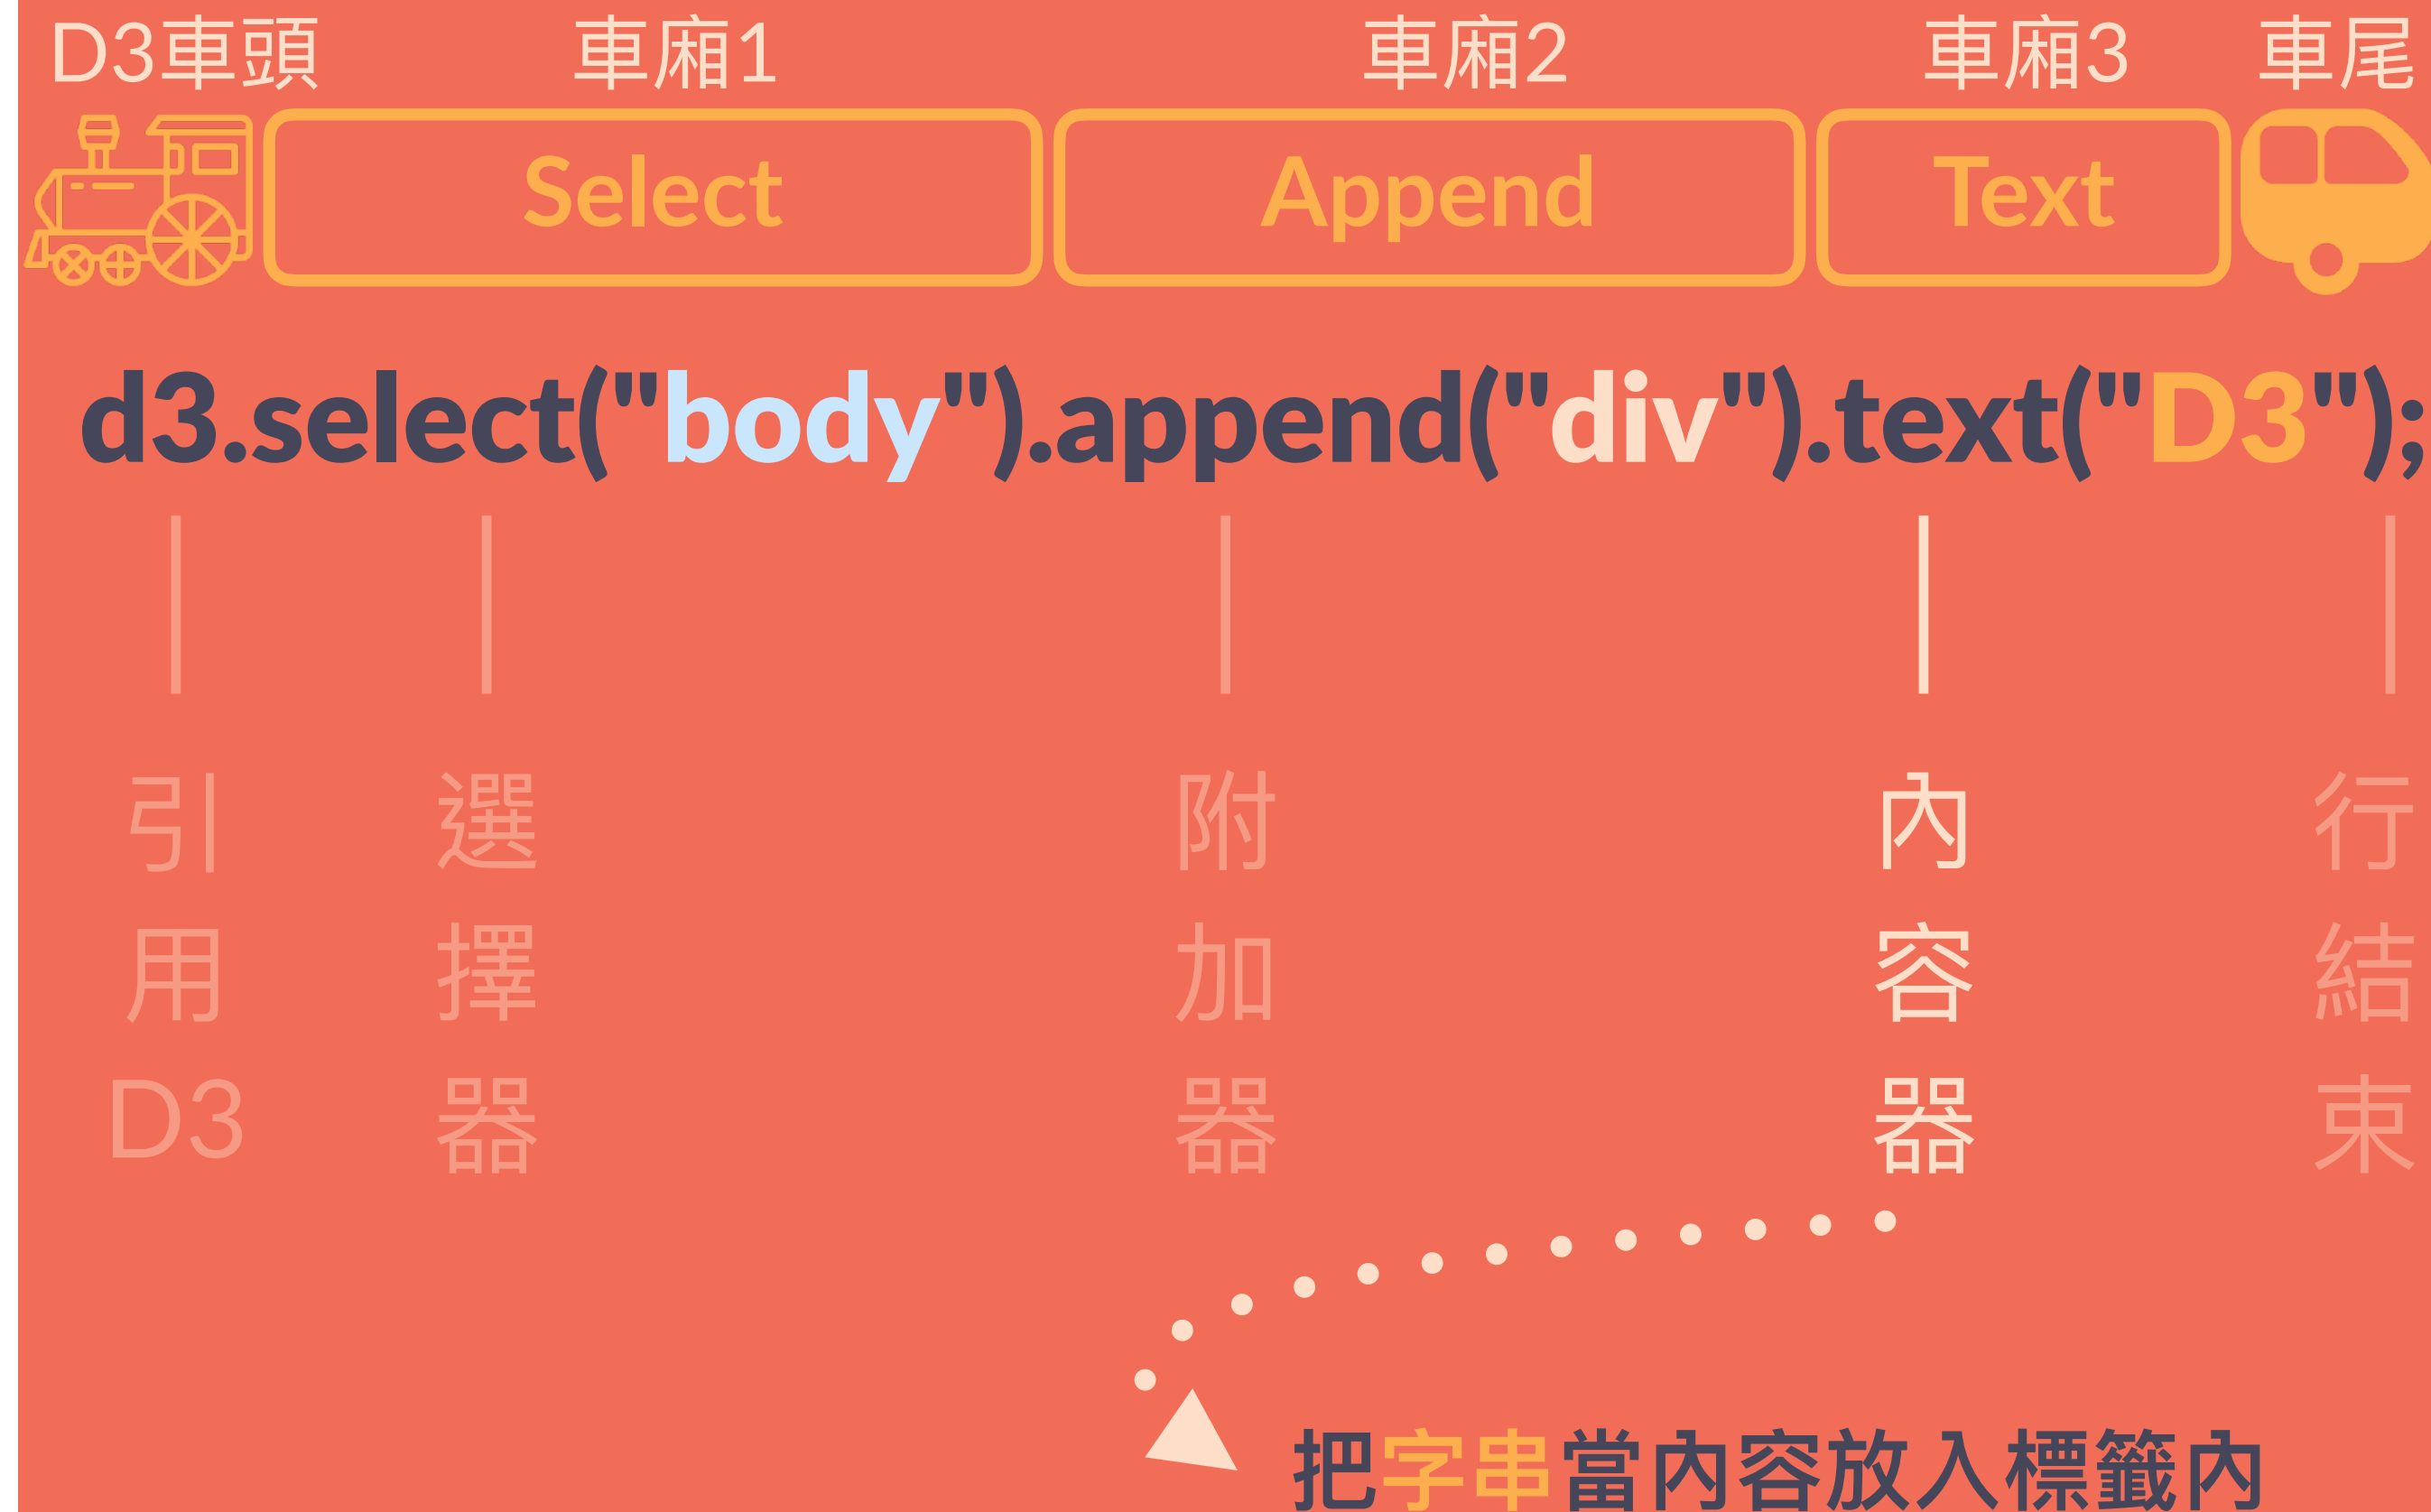 D3車頭 車廂1 車廂2 車廂3 車尾
Select Append Text
d3.select("body").append("div").text("D3");
引用D3
選擇器
附加器
內容器
行結束
把字串當內容放入標籤內